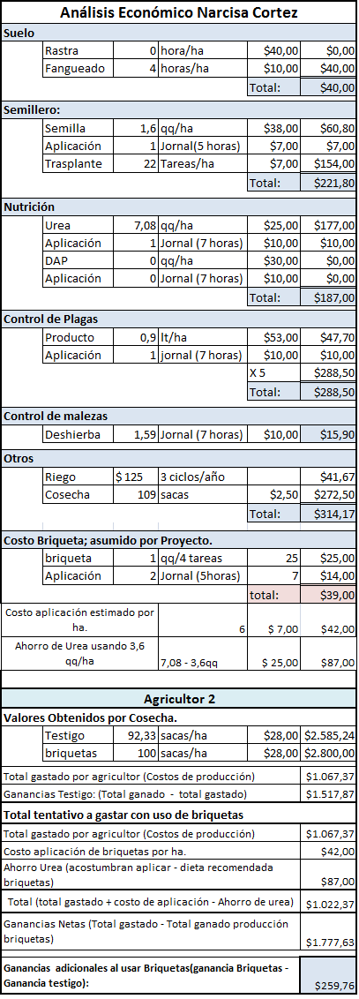 Análisis Económico Narcisa Cortez
Suelo
Rastra 0 hora/ha $40,00 $0,00
Fangueado 4 horas/ha $10,00 $40,00
Total: $40,00
Semillero:
Semilla 1,6 qq/ha $38,00 $60,80
Aplicación 1 Jornal(5 horas) $7,00 $7,00
Trasplante 22 Tareas/ha $7,00 $154,00
Total: $221,80
Nutrición
Urea 7,08 qq/ha $25,00 $177,00
Aplicación 1 Jornal (7 horas) $10,00 $10,00
DAP 0 qq/ha $30,00 $0,00
Aplicación 0 Jornal (7 horas) $10,00 $0,00
Total: $187,00
Control de Plagas
Producto 0,9 lt/ha $53,00 $47,70
Aplicación 1 jornal (7 horas) $10,00 $10,00
X 5 $288,50
Total: $288,50
Control de malezas
Deshierba 1,59 Jornal (7 horas) $10,00 $15,90
Otros
Riego $ 125 3 ciclos/año $41,67
Cosecha 109 sacas $2,50 $272,50
Total: $314,17
Costo Briqueta; asumido por Proyecto.
briqueta 1 qq/4 tareas 25 $25,00
Aplicación 2 Jornal (5horas) 7 $14,00
total: $39,00
Costo aplicación estimado por
ha. 6 $ 7,00 $42,00
Ahorro de Urea usando 3,6
qq/ha 7,08 - 3,6qq $ 25,00 $87,00
Agricultor 2
Valores Obtenidos por Cosecha.
Testigo 92,33 sacas/ha $28,00 $2.585,24
briquetas 100 sacas/ha $28,00 $2.800,00
Total gastado por agricultor (Costos de producción) $1.067,37
Ganancias Testigo: (Total ganado - total gastado) $1.517,87
Total tentativo a gastar con uso de briquetas
Total gastado por agricultor (Costos de producción) $1.067,37
Costo aplicación de briquetas por ha. $42,00
Ahorro Urea (acostumbran aplicar - dieta recomendada
briquetas) $87,00
Total (total gastado + costo de aplicación - Ahorro de urea) $1.022,37
Ganancias Netas (Total gastado - Total ganado producción
briquetas) $1.777,63
Ganancias adicionales al usar Briquetas(ganancia Briquetas -
Ganancia testigo): $259,76